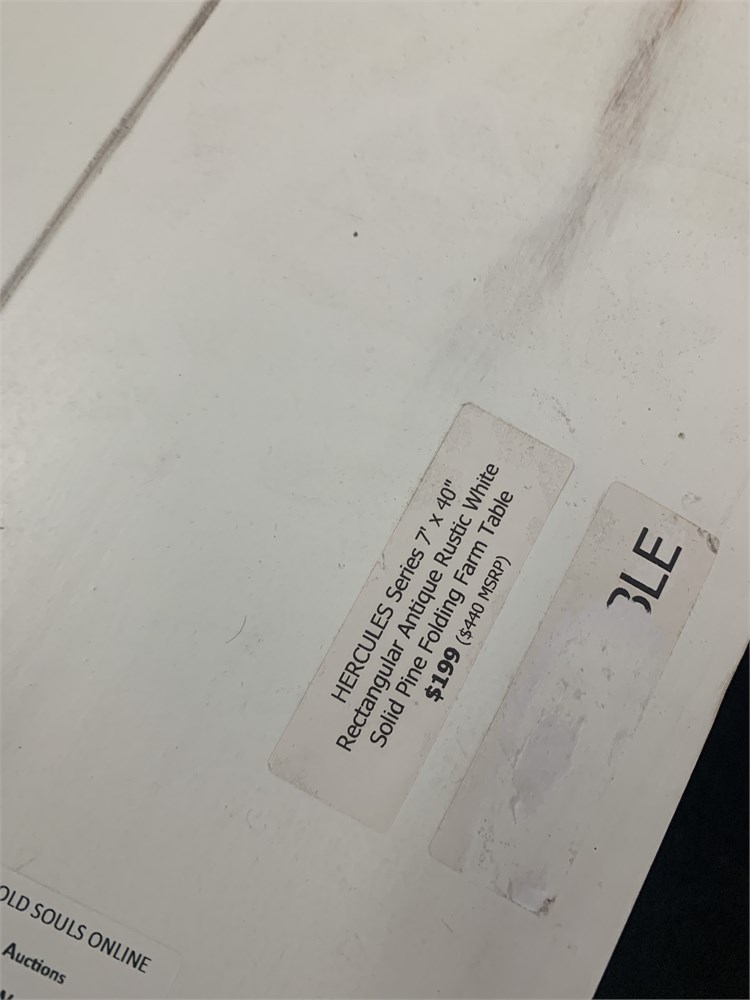 HERCULES Series 7' x 40"
Rectangular Antique Rustic White
Solid Pine Folding Farm Table
$199 ($440 MSRP)
LE
OLD SOULS ONLINE
Auctions